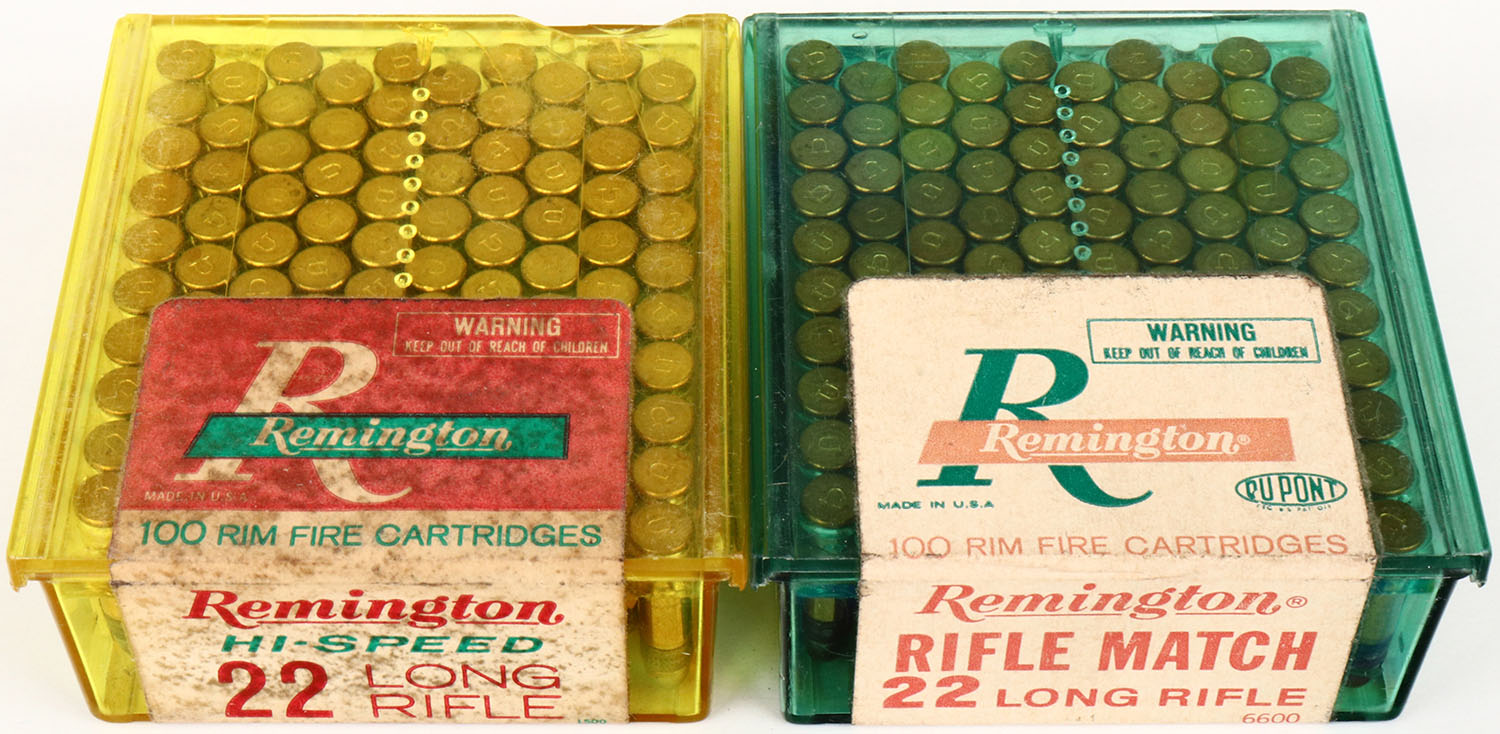 WARNING
KEEP OUT OF REACH OF CHILDREN
R
Remington
MADE IN U.S.A.
100 RIM FIRE CARTRIDGES
Remington
HI-SPEED
22 LONG
RIFLE
WARNING
KEEP OUT OF REACH OF CHILDREN
R
Remington®
MADE IN U.S.A
DU PONT
100 RIM FIRE CARTRIDGES
Remington®
RIFLE MATCH
22 LONG RIFLE
6600